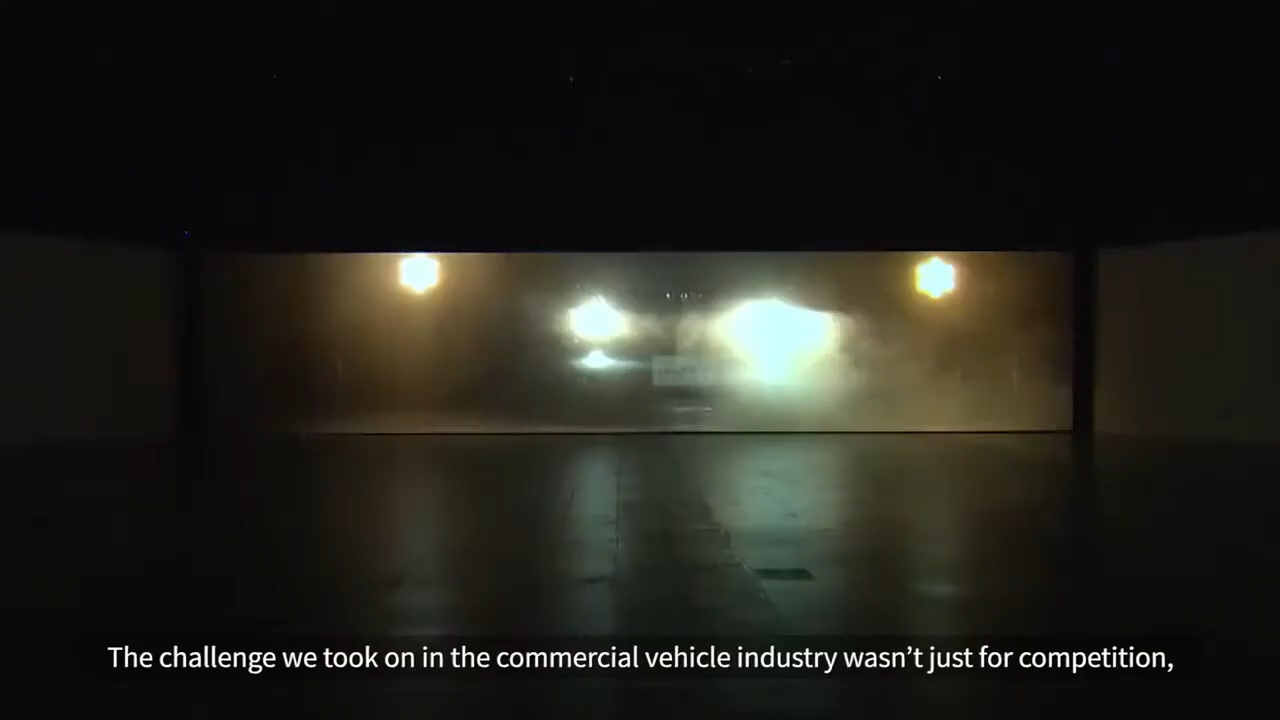 The challenge we took on in the commercial vehicle industry wasn’t just for competition,